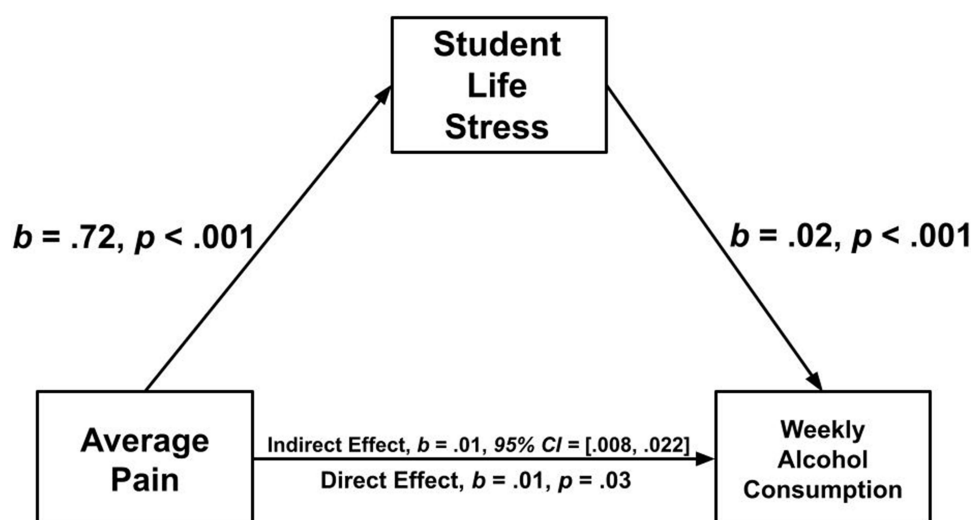 Student
Life
Stress
b = .72, p < .001
b = .02, p < .001
Average
Pain
Indirect Effect, b = .01, 95% CI = [.008, .022]
Direct Effect, b = .01, p = .03
Weekly
Alcohol
Consumption